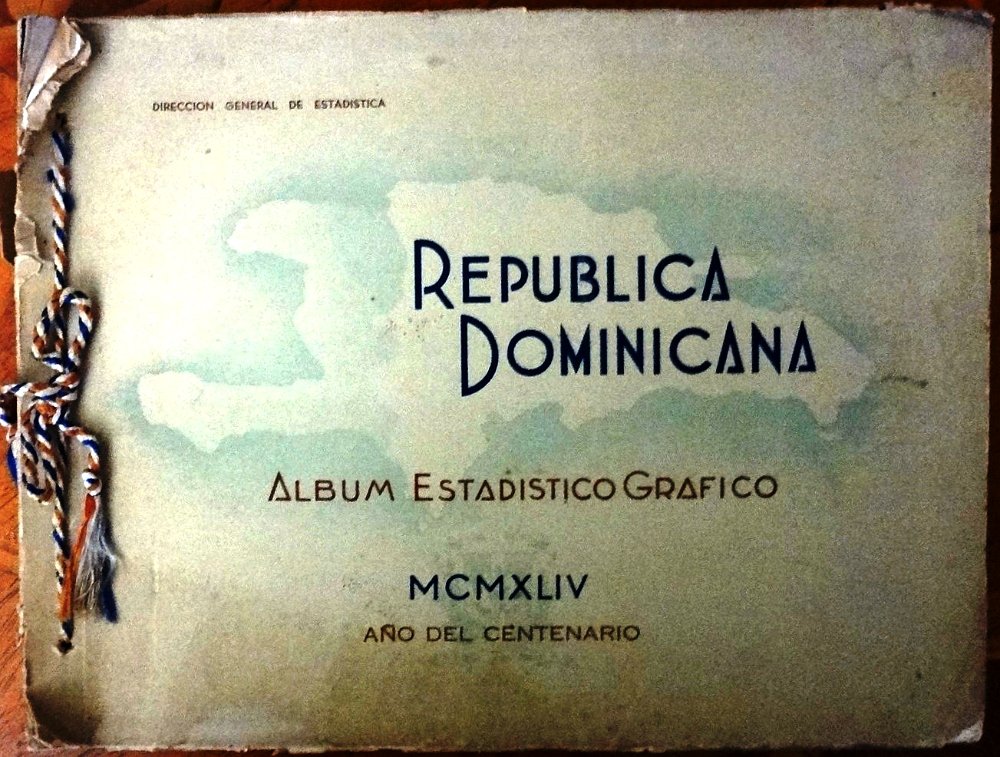 DIRECCION GENERAL DE ESTADISTICA
REPUBLICA
DOMINICANA
ALBUM ESTADISTICO GRAFICO
MCMXLIV
AÑO DEL CENTENARIO